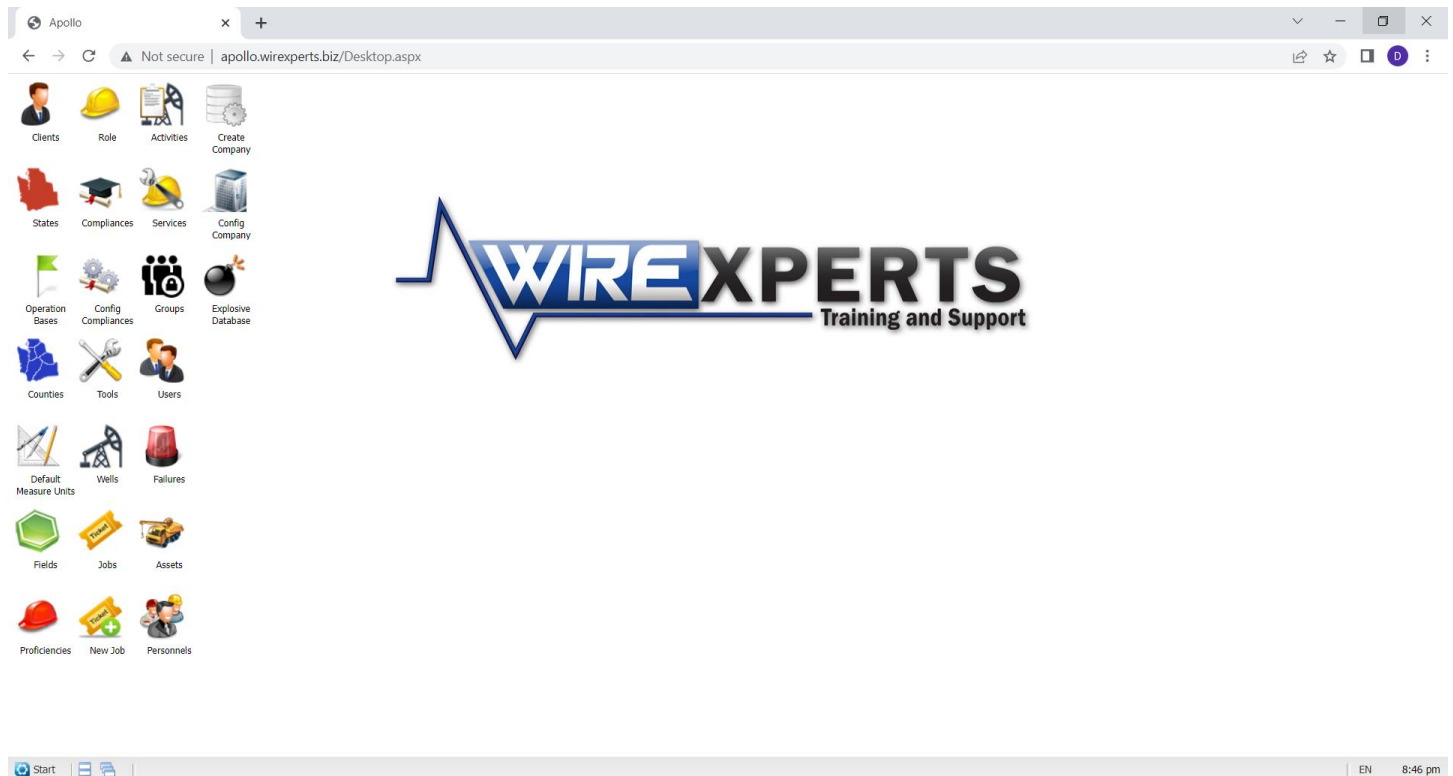 Apollo
Not secure | apollo.wirexperts.biz/Desktop.aspx
D
Clients
Role
Activities
Create
Company
States
Compliances
Services
Config
Company
Operation
Bases
Config
Compliances
Groups
Explosive
Database
Counties
Tools
Users
Default
Measure Units
Wells
Failures
Fields
Ticket
Jobs
Assets
Proficiencies
Ticket
New Job
Personnels
WIREXPERTS
Training and Support
Start
EN
8:46 pm